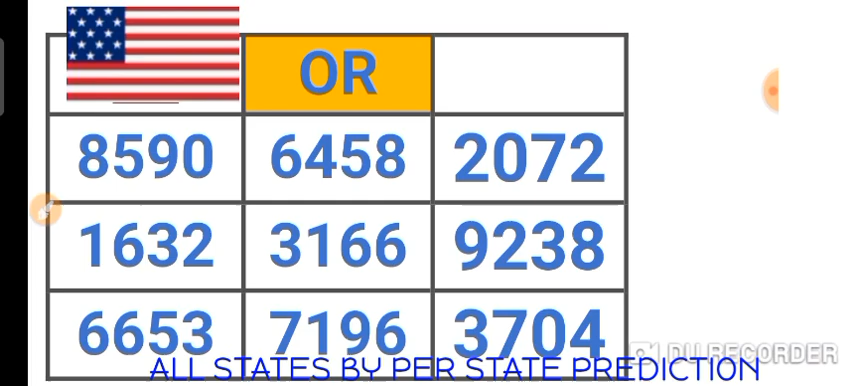 OR
8590 6458 2072
1632 3166 9238
6653 7196 3704
ALL STATES BY PER STATE PREDICTION
DU RECORDER